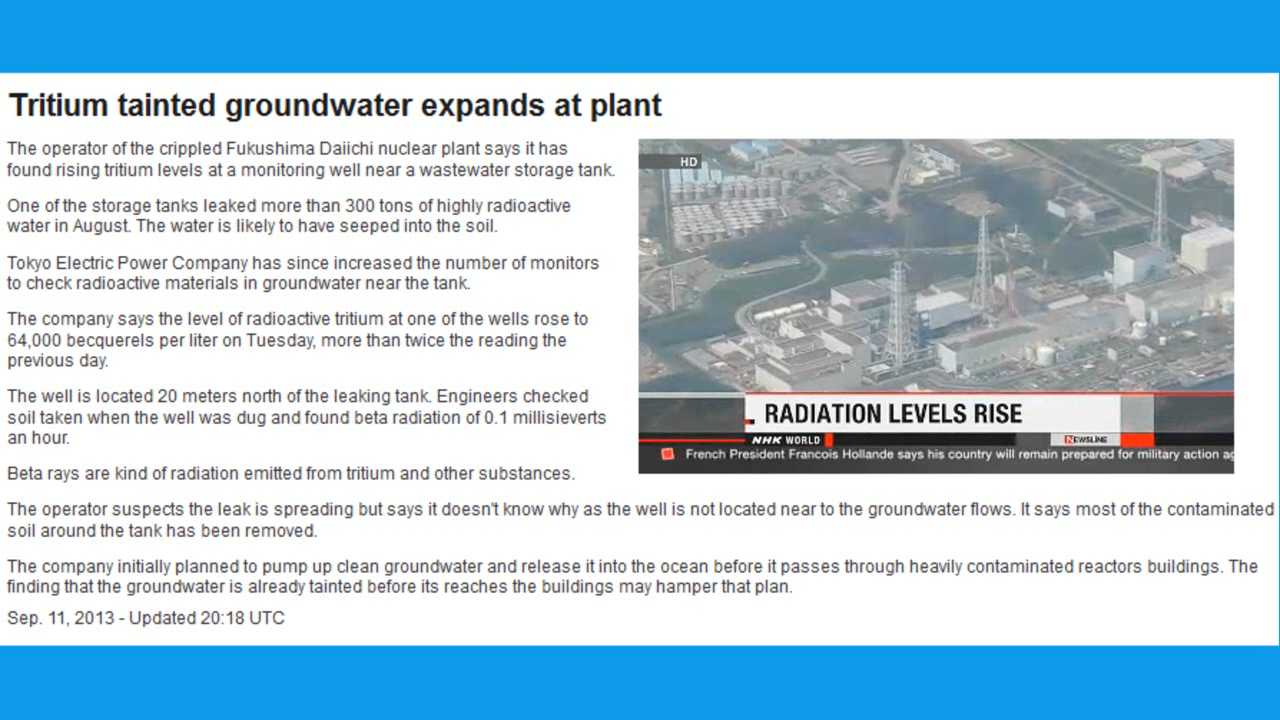 Tritium tainted groundwater expands at plant
The operator of the crippled Fukushima Daiichi nuclear plant says it has
found rising tritium levels at a monitoring well near a wastewater storage tank.
One of the storage tanks leaked more than 300 tons of highly radioactive
water in August. The water is likely to have seeped into the soil.
Tokyo Electric Power Company has since increased the number of monitors
to check radioactive materials in groundwater near the tank.
The company says the level of radioactive tritium at one of the wells rose to
64,000 becquerels per liter on Tuesday, more than twice the reading the
previous day.
The well is located 20 meters north of the leaking tank. Engineers checked
soil taken when the well was dug and found beta radiation of 0.1 millisieverts
an hour.
Beta rays are kind of radiation emitted from tritium and other substances.
The operator suspects the leak is spreading but says it doesn't know why as the well is not located near to the groundwater flows. It says most of the contaminated
soil around the tank has been removed.
The company initially planned to pump up clean groundwater and release it into the ocean before it passes through heavily contaminated reactors buildings. The
finding that the groundwater is already tainted before its reaches the buildings may hamper that plan.
Sep. 11, 2013 - Updated 20:18 UTC
HD
RADIATION LEVELS RISE
NHK WORLD
NEWSLINE
French President Francois Hollande says his country will remain prepared for military action ag